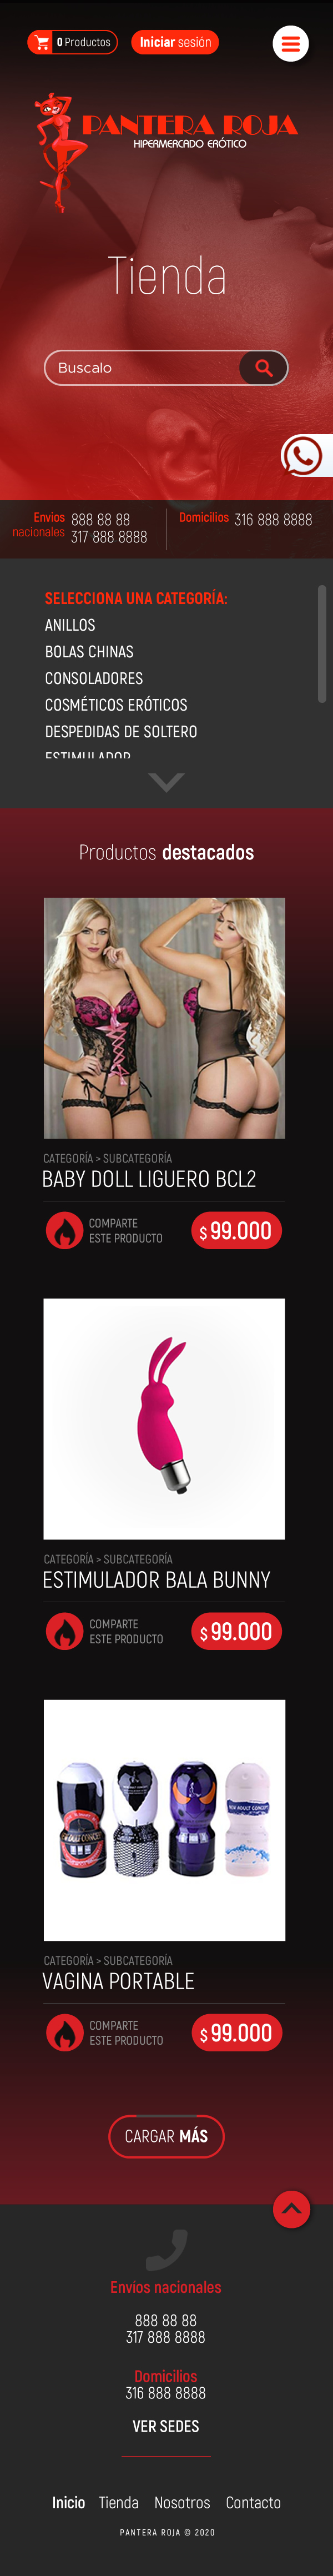 0 Productos
Iniciar sesión
PANTERA ROJA
HIPERMERCADO ERÓTICO
Tienda
Buscalo
Envios nacionales
888 88 88
317 888 8888
Domicilios 316 888 8888
SELECCIONA UNA CATEGORÍA:
ANILLOS
BOLAS CHINAS
CONSOLADORES
COSMÉTICOS ERÓTICOS
DESPEDIDAS DE SOLTERO
ESTIMULADOR
Productos destacados
CATEGORÍA > SUBCATEGORÍA
BABY DOLL LIGUERO BCL2
COMPARTE
ESTE PRODUCTO
$ 99.000
CATEGORÍA > SUBCATEGORÍA
ESTIMULADOR BALA BUNNY
COMPARTE
ESTE PRODUCTO
$ 99.000
CATEGORÍA > SUBCATEGORÍA
VAGINA PORTABLE
COMPARTE
ESTE PRODUCTO
$ 99.000
CARGAR MÁS
Envíos nacionales
888 88 88
317 888 8888
Domicilios
316 888 8888
VER SEDES
Inicio Tienda Nosotros Contacto
PANTERA ROJA © 2020